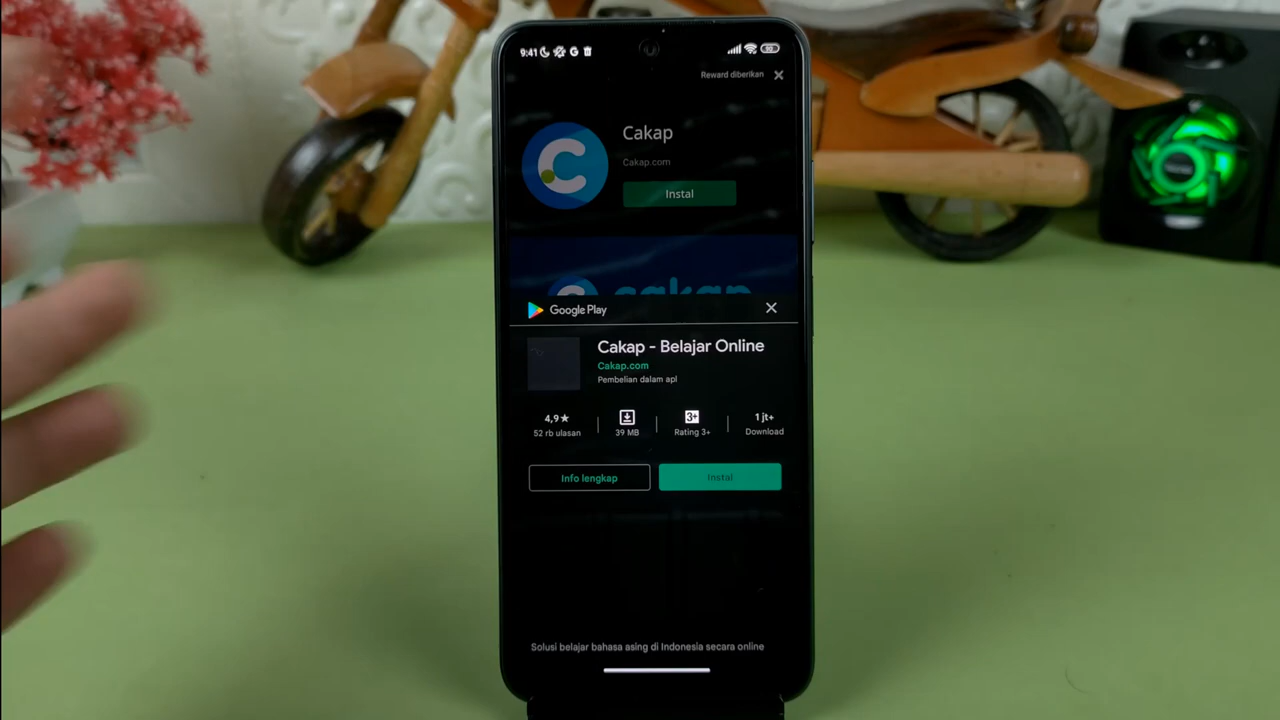 9:41
Reward diberikan
Cakap
Cakap.com
Instal
cakap
Google Play
Cakap - Belajar Online
Cakap.com
Pembelian dalam apl
4,9★
52 rb ulasan
39 MB
3+
Rating 3+
1 jt+
Download
Info lengkap
Instal
Solusi belajar bahasa asing di Indonesia secara online